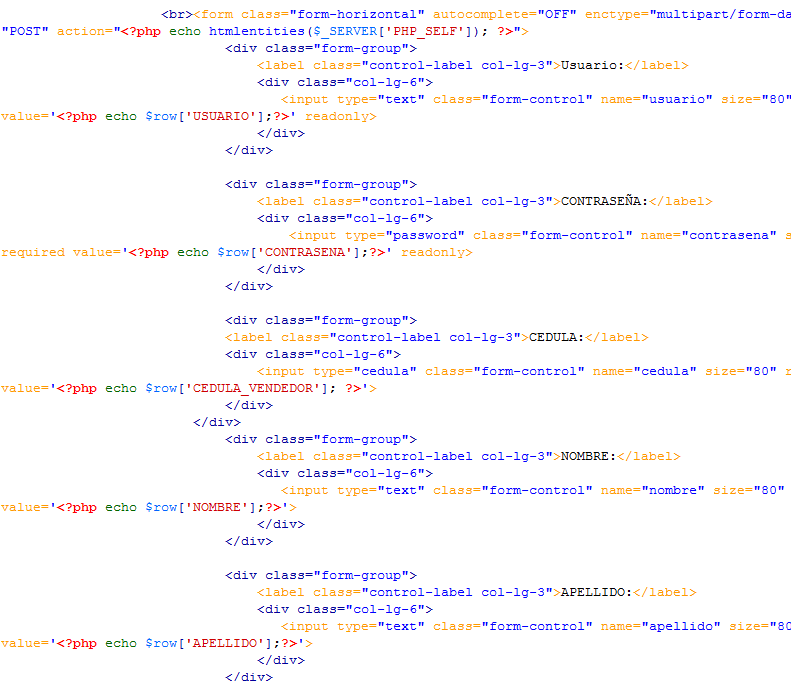 <br><form class="form-horizontal" autocomplete="OFF" enctype="multipart/form-da
"POST" action="<?php echo htmlentities($_SERVER['PHP_SELF']); ?>">
<div class="form-group">
<label class="control-label col-lg-3">Usuario:</label>
<div class="col-lg-6">
<input type="text" class="form-control" name="usuario" size="80"
value='<?php echo $row['USUARIO'];?>' readonly>
</div>
</div>
<div class="form-group">
<label class="control-label col-lg-3">CONTRASEÑA:</label>
<div class="col-lg-6">
<input type="password" class="form-control" name="contrasena" s
required value='<?php echo $row['CONTRASENA'];?>' readonly>
</div>
</div>
<div class="form-group">
<label class="control-label col-lg-3">CEDULA:</label>
<div class="col-lg-6">
<input type="cedula" class="form-control" name="cedula" size="80" r
value='<?php echo $row['CEDULA_VENDEDOR']; ?>'>
</div>
</div>
<div class="form-group">
<label class="control-label col-lg-3">NOMBRE:</label>
<div class="col-lg-6">
<input type="text" class="form-control" name="nombre" size="80"
value='<?php echo $row['NOMBRE'];?>'>
</div>
</div>
<div class="form-group">
<label class="control-label col-lg-3">APELLIDO:</label>
<div class="col-lg-6">
<input type="text" class="form-control" name="apellido" size="80
value='<?php echo $row['APELLIDO'];?>'>
</div>
</div>